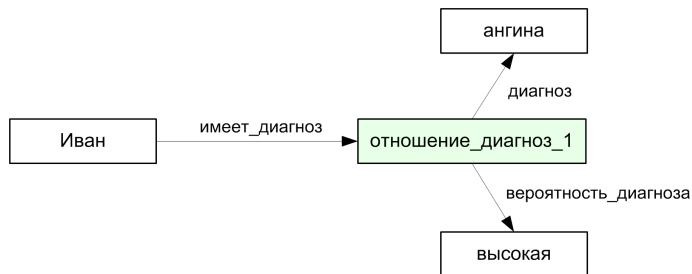 ангина
диагноз
имеет_диагноз
Иван
отношение_диагноз_1
вероятность_диагноза
высокая